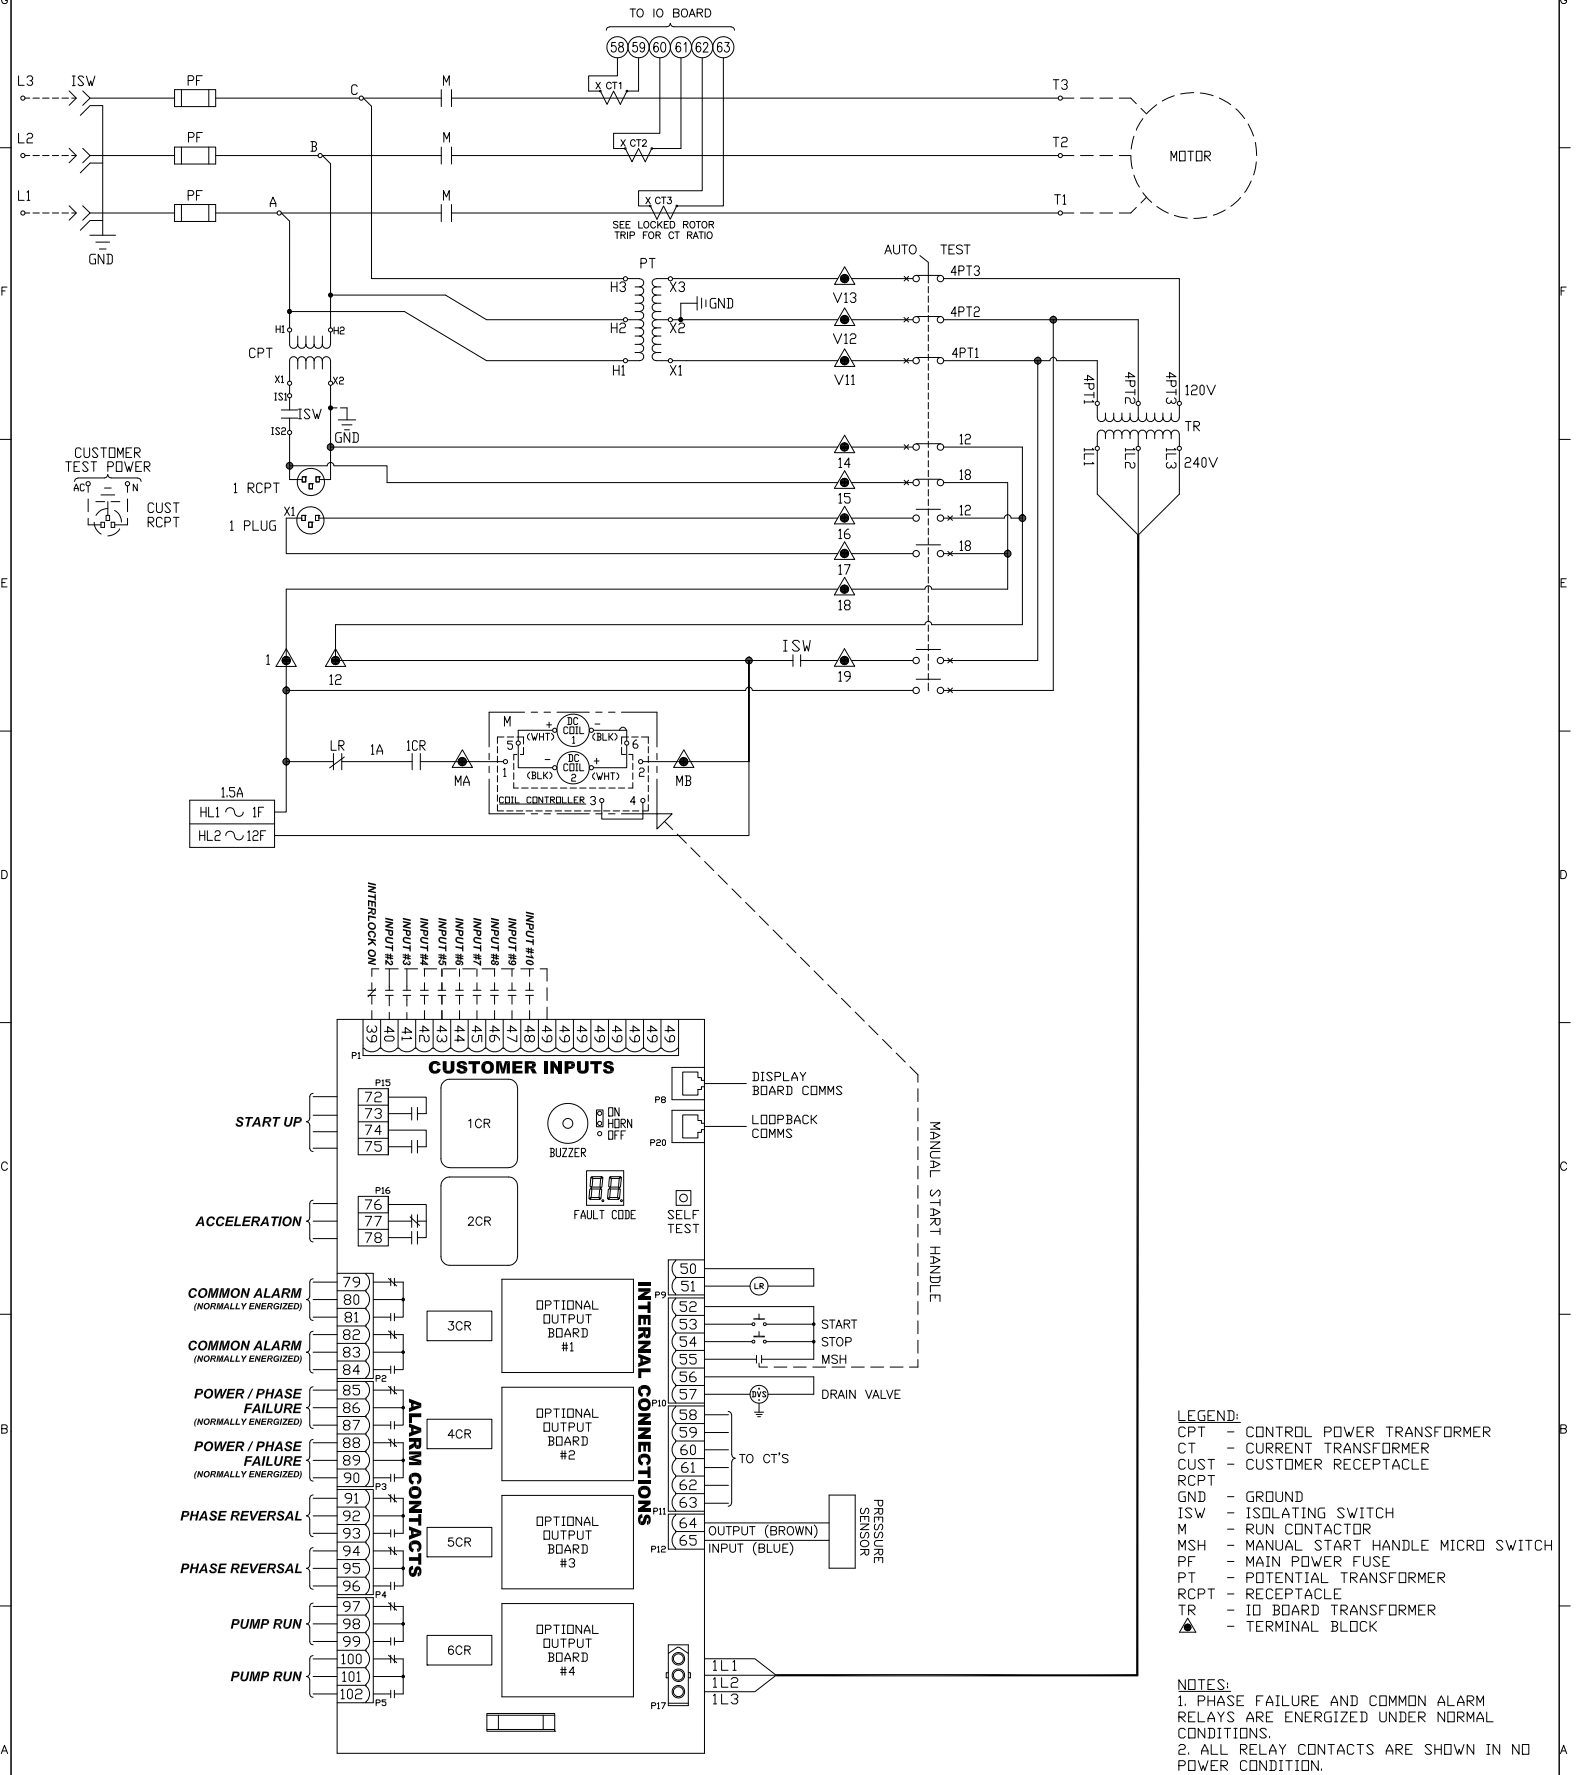 G
G
TO IO BOARD
58 59 60 61 62 63
L3 ISW PF C M X CT1 T3
L2 PF B M X CT2 T2
MOTOR
L1 PF A M X CT3 T1
SEE LOCKED ROTOR
TRIP FOR CT RATIO
GND
AUTO TEST
PT
H3 X3 V13 4PT3
F
F
GND
H2 X2 V12 4PT2
H1 X1 V11 4PT1
H1 H2
CPT
X1 X2
IS1
ISW
IS2
GND
4PT1 4PT2 4PT3 120V
TR
1L1 1L2 1L3 240V
CUSTOMER
TEST POWER
AC N
CUST
RCPT
14 12
1 RCPT 15 18
X1
1 PLUG 16 12
17 18
E
E
18
ISW
1 12 19
M
+ DC COIL 1 -
(WHT) (BLK)
5 6
LR 1A 1CR MA 1 2 MB
- DC COIL 2 +
(BLK) (WHT)
COIL CONTROLLER 3 4
1.5A
HL1 1F
HL2 12F
D
D
INTERLOCK ON
INPUT #2
INPUT #3
INPUT #4
INPUT #5
INPUT #6
INPUT #7
INPUT #8
INPUT #9
INPUT #10
39 40 41 42 43 44 45 46 47 48 49 49 49 49 49 49 49 49
P1
CUSTOMER INPUTS
P15
72
73
74
75
START UP
1CR
BUZZER
ON
HORN
OFF
P8
DISPLAY
BOARD COMMS
P20
LOOPBACK
COMMS
MANUAL START HANDLE
C
C
P16
76
77
78
ACCELERATION
2CR
FAULT CODE
SELF
TEST
COMMON ALARM
(NORMALLY ENERGIZED)
79
80
81
COMMON ALARM
(NORMALLY ENERGIZED)
82
83
84
P2
POWER / PHASE
FAILURE
(NORMALLY ENERGIZED)
85
86
87
POWER / PHASE
FAILURE
(NORMALLY ENERGIZED)
88
89
90
P3
PHASE REVERSAL
91
92
93
PHASE REVERSAL
94
95
96
P4
PUMP RUN
97
98
99
PUMP RUN
100
101
102
P5
ALARM CONTACTS
3CR
4CR
5CR
6CR
OPTIONAL
OUTPUT
BOARD
#1
OPTIONAL
OUTPUT
BOARD
#2
OPTIONAL
OUTPUT
BOARD
#3
OPTIONAL
OUTPUT
BOARD
#4
INTERNAL CONNECTIONS
50
51 LR
P9
52
53 START
54 STOP
55 MSH
56
57 DVS DRAIN VALVE
P10
58
59
60 TO CT'S
61
62
63
P11
64 OUTPUT (BROWN)
65 INPUT (BLUE)
P12
PRESSURE
SENSOR
P17
1L1
1L2
1L3
B
B
LEGEND:
CPT - CONTROL POWER TRANSFORMER
CT - CURRENT TRANSFORMER
CUST - CUSTOMER RECEPTACLE
RCPT
GND - GROUND
ISW - ISOLATING SWITCH
M - RUN CONTACTOR
MSH - MANUAL START HANDLE MICRO SWITCH
PF - MAIN POWER FUSE
PT - POTENTIAL TRANSFORMER
RCPT - RECEPTACLE
TR - IO BOARD TRANSFORMER
- TERMINAL BLOCK
NOTES:
1. PHASE FAILURE AND COMMON ALARM
RELAYS ARE ENERGIZED UNDER NORMAL
CONDITIONS.
2. ALL RELAY CONTACTS ARE SHOWN IN NO
POWER CONDITION.
A
A